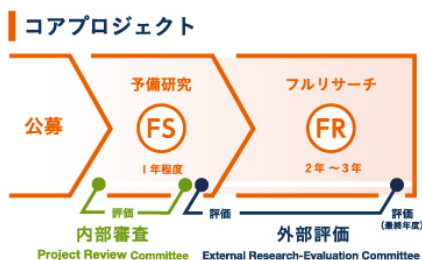 コアプロジェクト
公募
予備研究
FS
1年程度
フルリサーチ
FR
2年～3年
評価
評価
評価
(最終年度)
内部審査
Project Review Committee
外部評価
External Research-Evaluation Committee